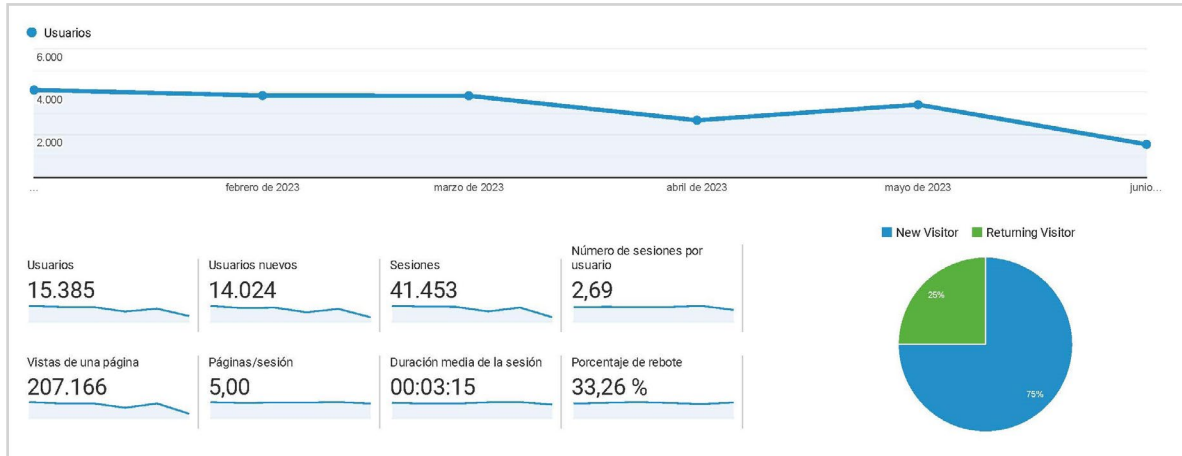 Usuarios
6.000
4.000
2.000
...
febrero de 2023
marzo de 2023
abril de 2023
mayo de 2023
junio...
New Visitor
Returning Visitor
Usuarios
15.385
Usuarios nuevos
14.024
Sesiones
41.453
Número de sesiones por
usuario
2,69
Vistas de una página
207.166
Páginas/sesión
5,00
Duración media de la sesión
00:03:15
Porcentaje de rebote
33,26 %
25%
75%